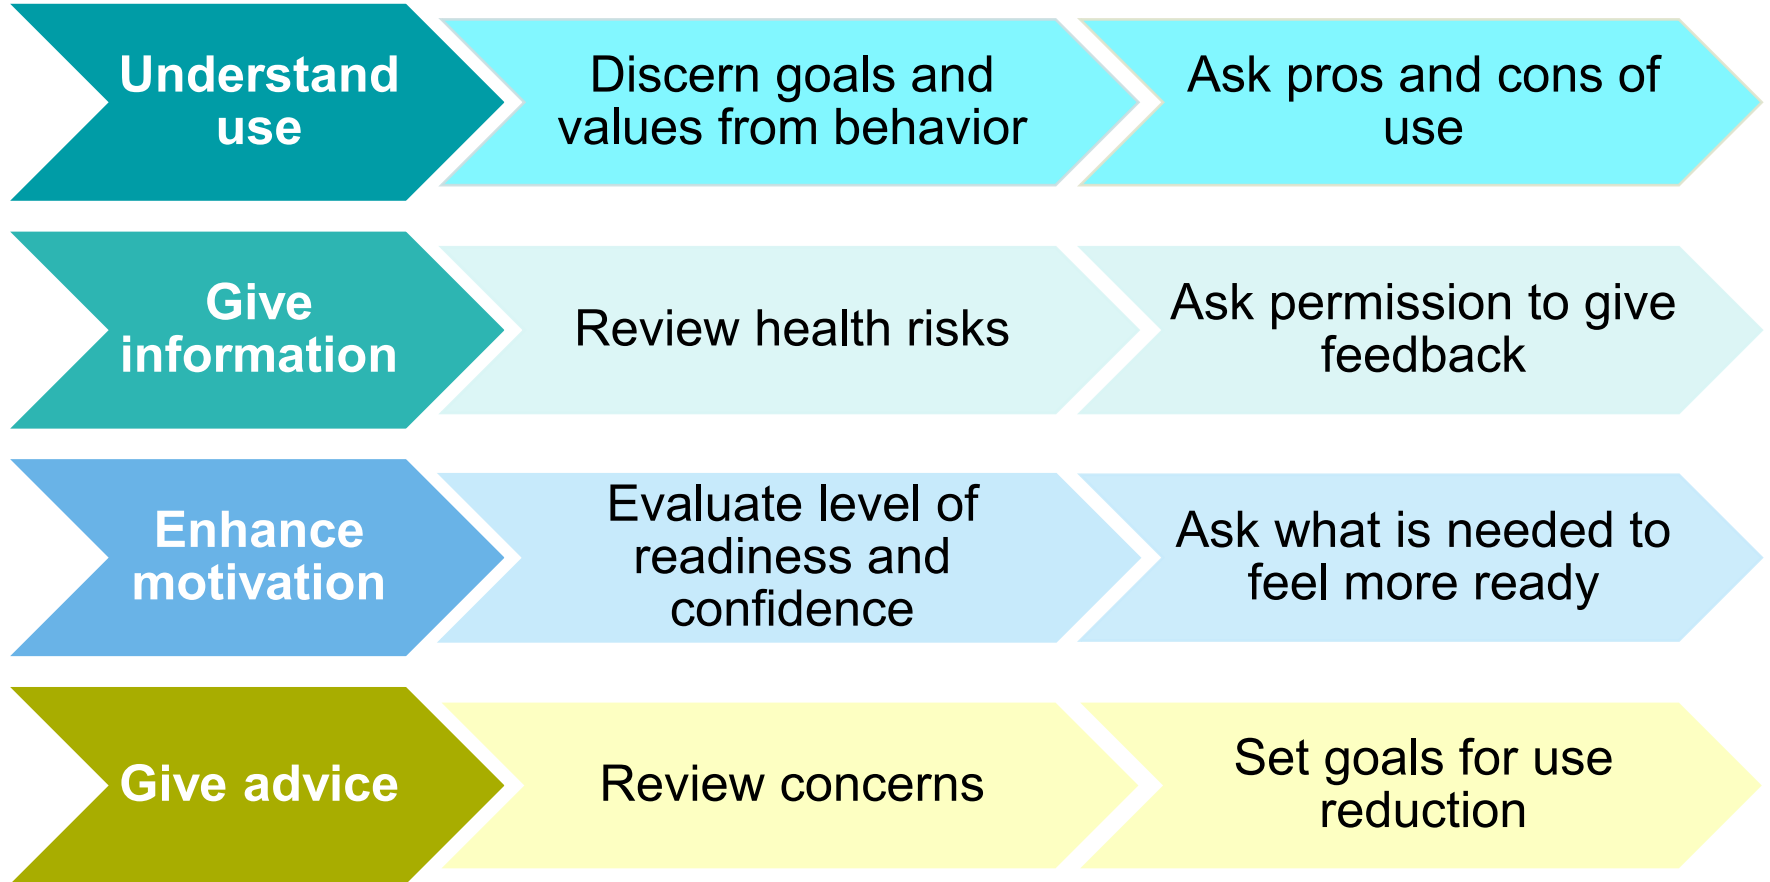 Understand
use
Discern goals and
values from behavior
Ask pros and cons of
use
Give
information
Review health risks
Ask permission to give
feedback
Enhance
motivation
Evaluate level of
readiness and
confidence
Ask what is needed to
feel more ready
Give advice
Review concerns
Set goals for use
reduction